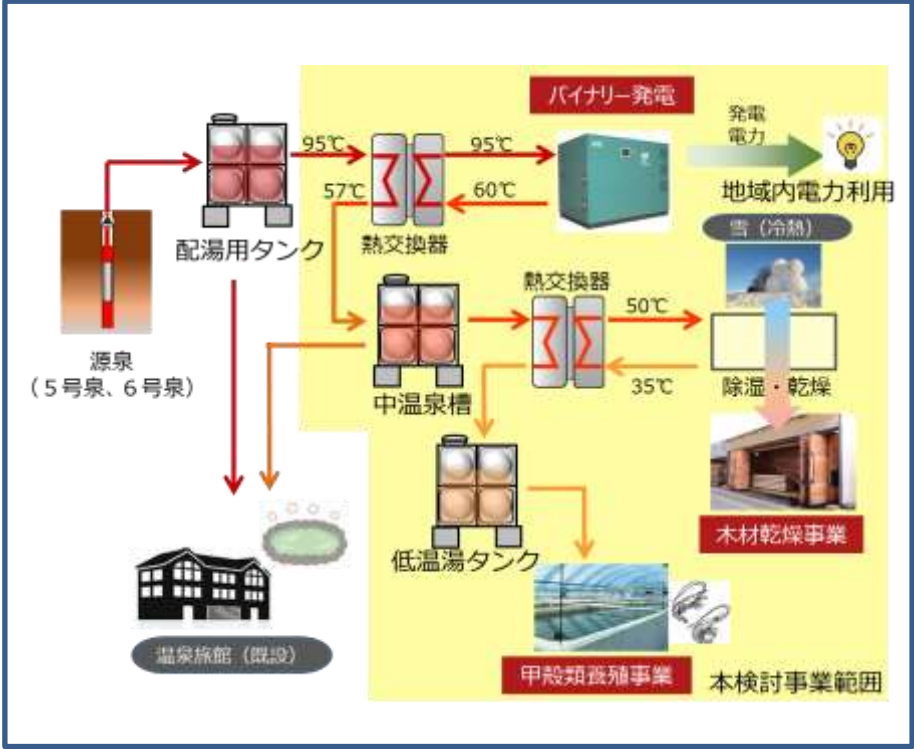 バイナリー発電
発電
電力
95℃
95℃
57℃
60℃
地域内電力利用
配湯用タンク
熱交換器
雪（冷熱）
熱交換器
50℃
源泉
（５号泉、６号泉）
中温泉槽
35℃
除湿・乾燥
低温湯タンク
木材乾燥事業
温泉旅館（既設）
甲殻類養殖事業
本検討事業範囲